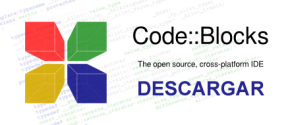 Code::Blocks
The open source, cross-platform IDE
DESCARGAR